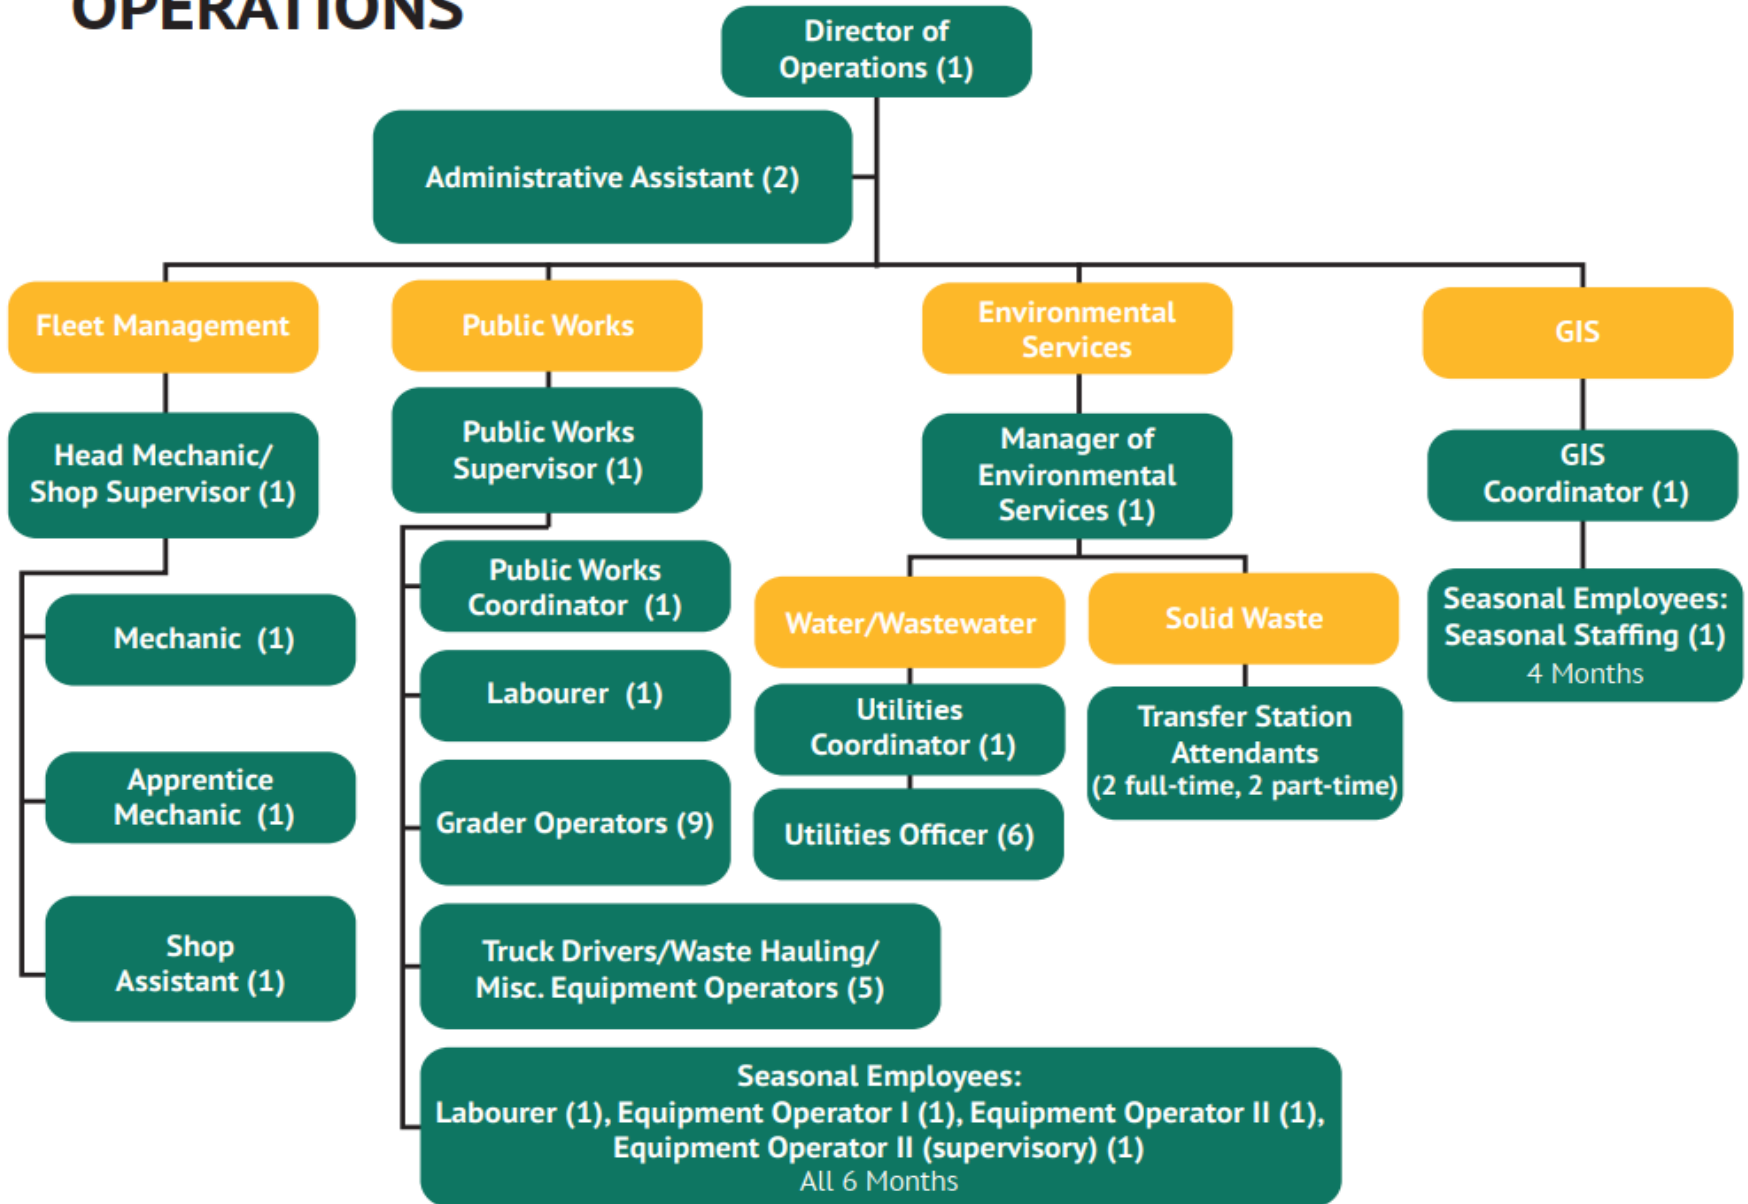 OPERATIONS
Director of
Operations (1)
Administrative Assistant (2)
Fleet Management
Head Mechanic/
Shop Supervisor (1)
Mechanic (1)
Apprentice
Mechanic (1)
Shop
Assistant (1)
Public Works
Public Works
Supervisor (1)
Public Works
Coordinator (1)
Labourer (1)
Grader Operators (9)
Truck Drivers/Waste Hauling/
Misc. Equipment Operators (5)
Seasonal Employees:
Labourer (1), Equipment Operator I (1), Equipment Operator II (1),
Equipment Operator II (supervisory) (1)
All 6 Months
Environmental
Services
Manager of
Environmental
Services (1)
Water/Wastewater
Utilities
Coordinator (1)
Utilities Officer (6)
Solid Waste
Transfer Station
Attendants
(2 full-time, 2 part-time)
GIS
GIS
Coordinator (1)
Seasonal Employees:
Seasonal Staffing (1)
4 Months